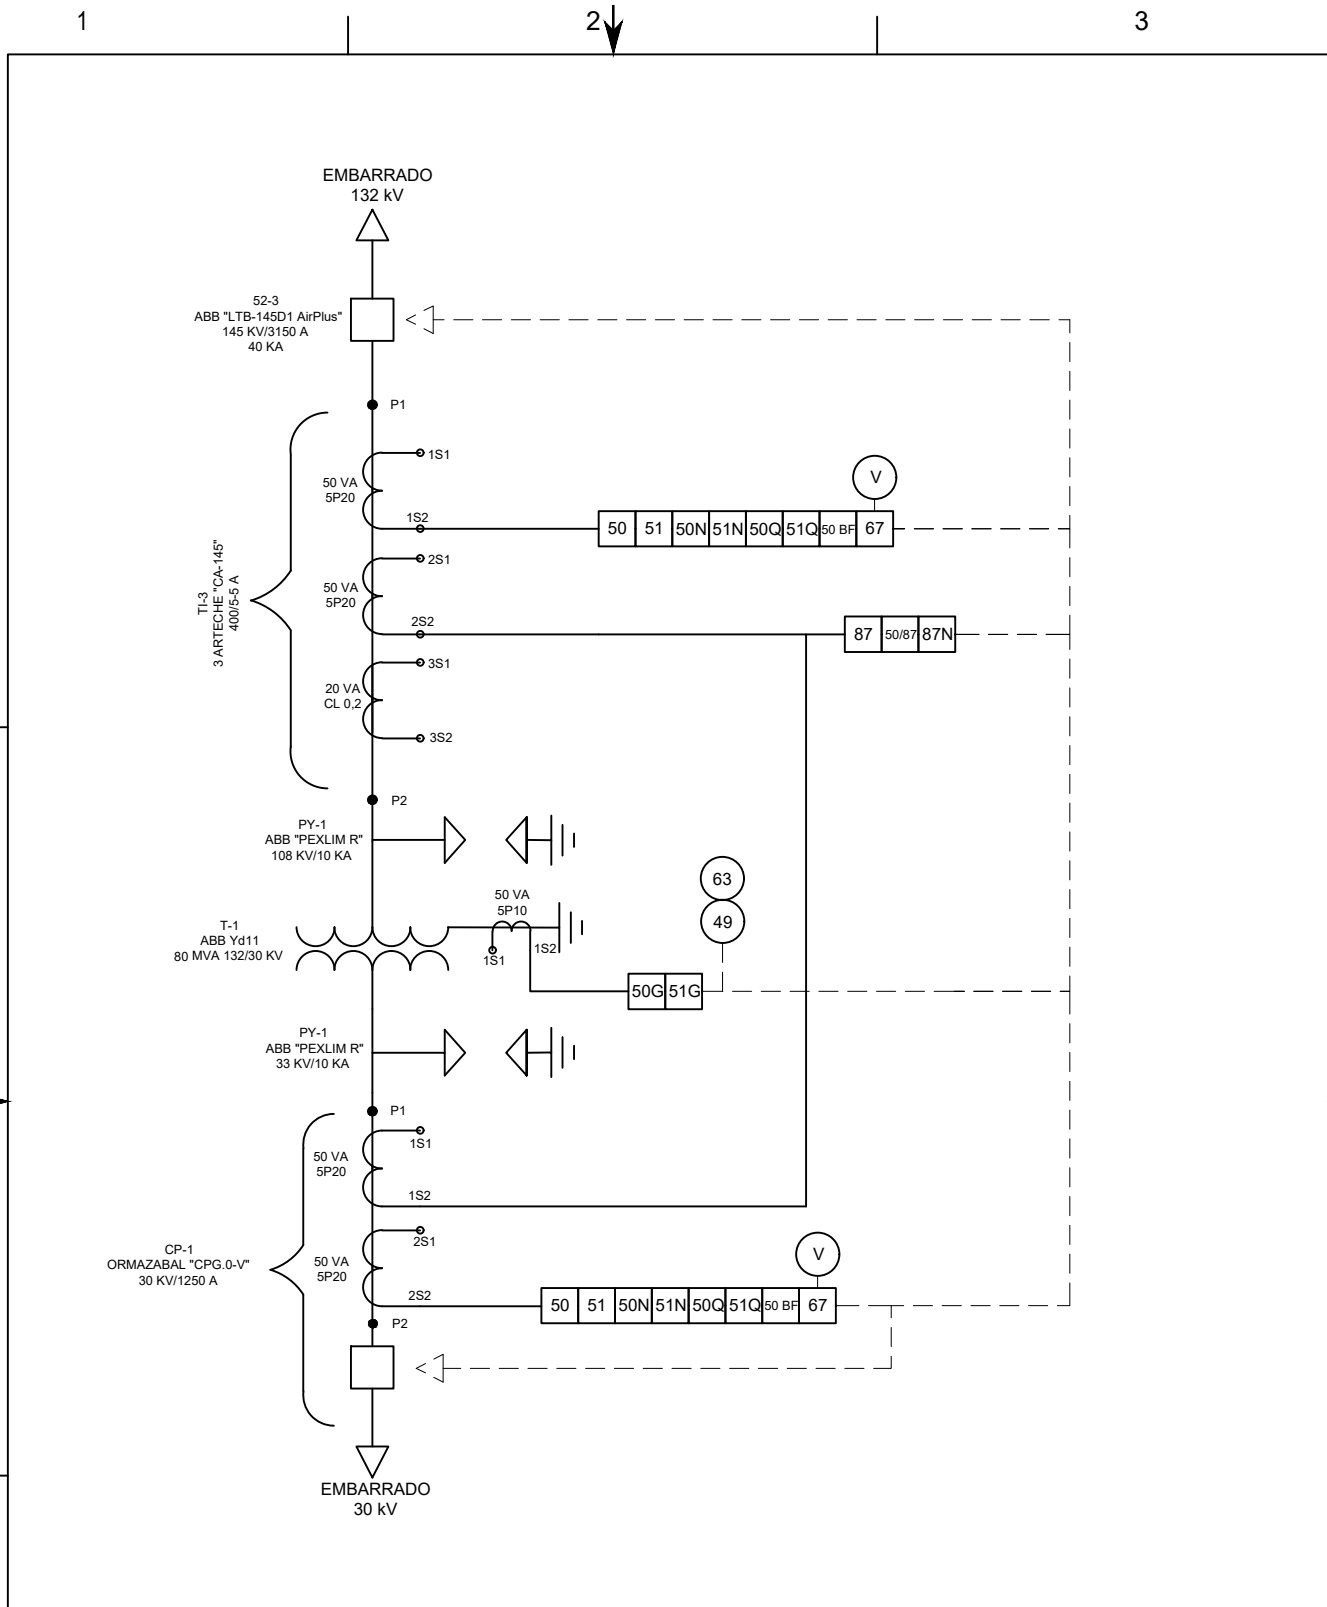 1
2
3
EMBARRADO
132 kV
52-3
ABB "LTB-145D1 AirPlus"
145 KV/3150 A
40 KA
P1
1S1
50 VA
5P20
1S2
V
50 51 50N 51N 50Q 51Q 50 BF 67
2S1
50 VA
5P20
2S2
87 50/87 87N
TI-3
3 ARTECHE "CA-145"
400/5-5 A
3S1
20 VA
CL 0,2
3S2
P2
PY-1
ABB "PEXLIM R"
108 KV/10 KA
63
49
50 VA
5P10
T-1
ABB Yd11
80 MVA 132/30 KV
1S1
1S2
50G 51G
PY-1
ABB "PEXLIM R"
33 KV/10 KA
P1
1S1
50 VA
5P20
1S2
2S1
CP-1
ORMAZABAL "CPG.0-V"
30 KV/1250 A
50 VA
5P20
2S2
V
50 51 50N 51N 50Q 51Q 50 BF 67
P2
EMBARRADO
30 kV